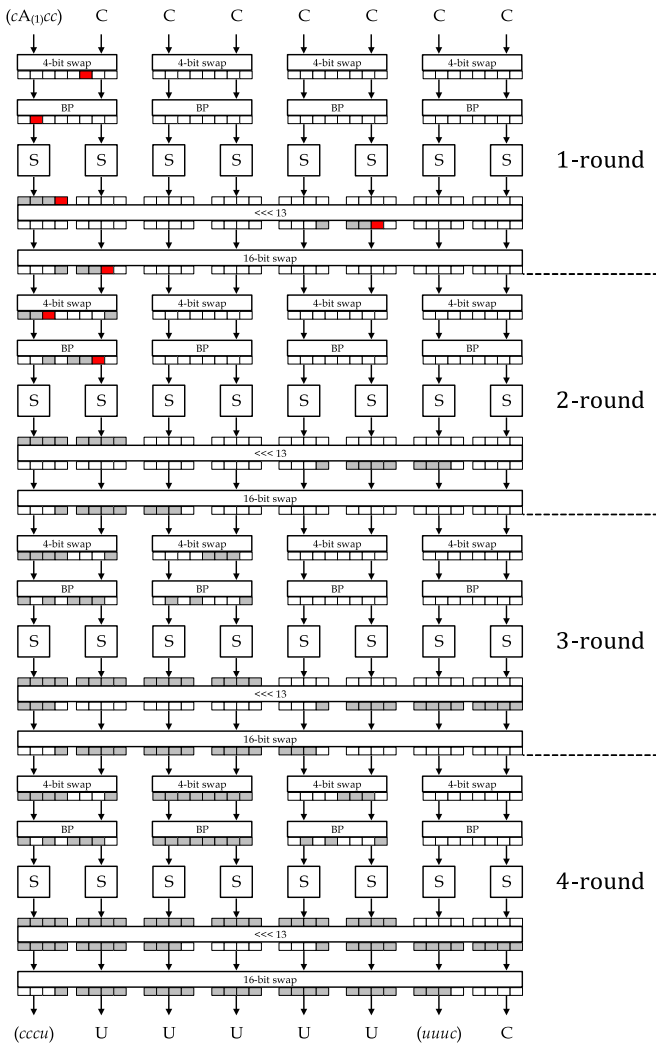 (cA₍₁₎cc) C C C C C C C
4-bit swap 4-bit swap 4-bit swap 4-bit swap
BP BP BP BP
S S S S S S S S
1-round
<<< 13
16-bit swap
4-bit swap 4-bit swap 4-bit swap 4-bit swap
BP BP BP BP
S S S S S S S S
2-round
<<< 13
16-bit swap
4-bit swap 4-bit swap 4-bit swap 4-bit swap
BP BP BP BP
S S S S S S S S
3-round
<<< 13
16-bit swap
4-bit swap 4-bit swap 4-bit swap 4-bit swap
BP BP BP BP
S S S S S S S S
4-round
<<< 13
16-bit swap
(cccu) U U U U U (uuuc) C